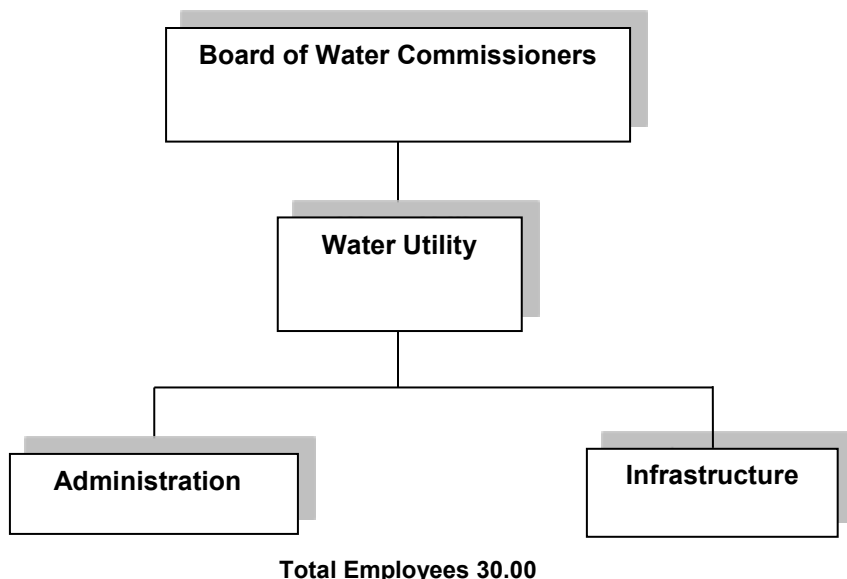 Board of Water Commissioners
Water Utility
Administration
Infrastructure
Total Employees 30.00